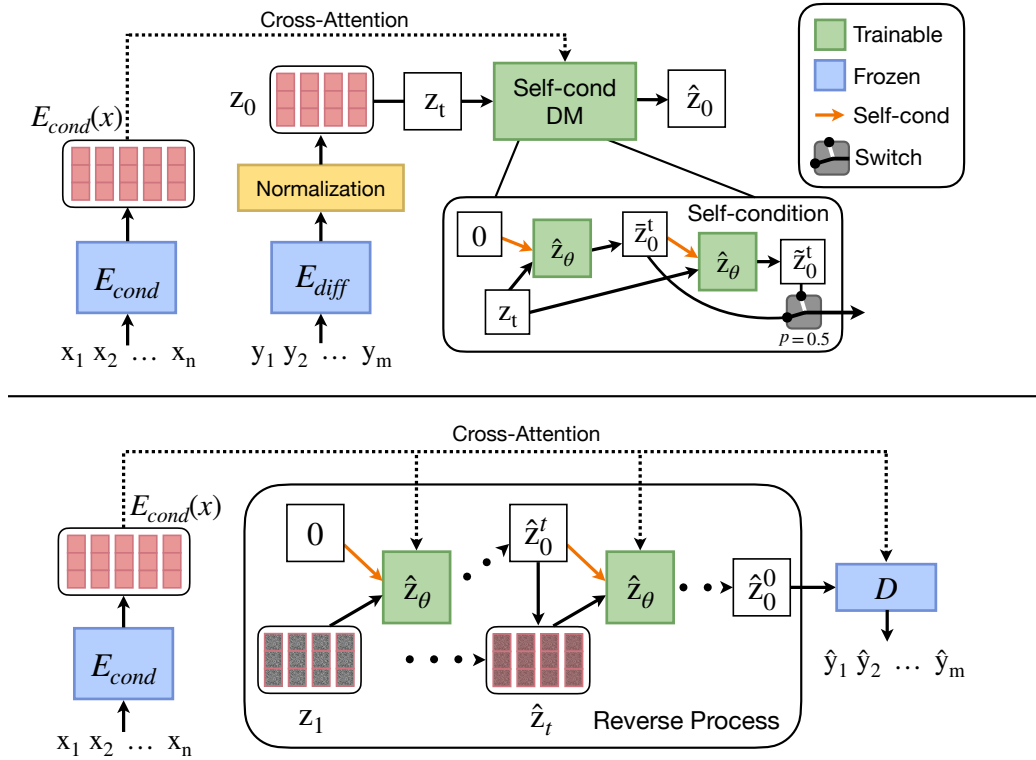 Cross-Attention
Trainable
Frozen
Self-cond
Switch
E_cond(x)
z_0
z_t
Self-cond
DM
ẑ_0
Normalization
E_cond
E_diff
x_1 x_2 … x_n
y_1 y_2 … y_m
Self-condition
0
ẑ_θ
z̄_0^t
ẑ_θ
z̃_0^t
z_t
p = 0.5
Cross-Attention
E_cond(x)
0
ẑ_θ
ẑ_0^t
ẑ_θ
ẑ_0^0
D
E_cond
x_1 x_2 … x_n
z_1
ẑ_t
Reverse Process
ŷ_1 ŷ_2 … ŷ_m